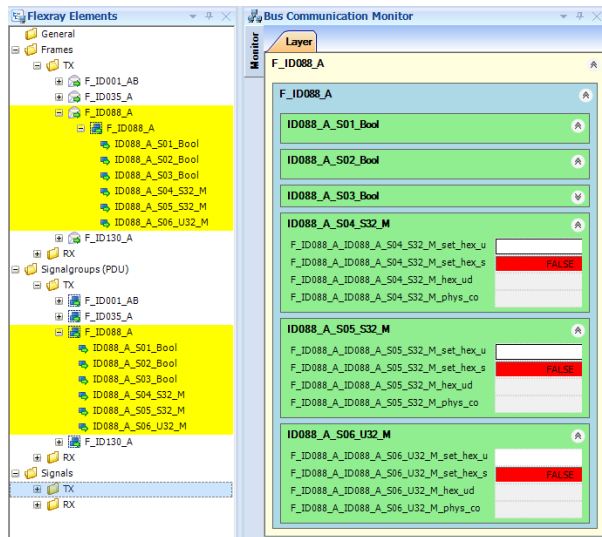 Flexray Elements
General
Frames
TX
F_ID001_AB
F_ID035_A
F_ID088_A
F_ID088_A
ID088_A_S01_Bool
ID088_A_S02_Bool
ID088_A_S03_Bool
ID088_A_S04_S32_M
ID088_A_S05_S32_M
ID088_A_S06_U32_M
F_ID130_A
RX
Signalgroups (PDU)
TX
F_ID001_AB
F_ID035_A
F_ID088_A
ID088_A_S01_Bool
ID088_A_S02_Bool
ID088_A_S03_Bool
ID088_A_S04_S32_M
ID088_A_S05_S32_M
ID088_A_S06_U32_M
F_ID130_A
RX
Signals
TX
RX
Bus Communication Monitor
Monitor
Layer
F_ID088_A
F_ID088_A
ID088_A_S01_Bool
ID088_A_S02_Bool
ID088_A_S03_Bool
ID088_A_S04_S32_M
F_ID088_A_ID088_A_S04_S32_M_set_hex_u
F_ID088_A_ID088_A_S04_S32_M_set_hex_s FALSE
F_ID088_A_ID088_A_S04_S32_M_hex_ud
F_ID088_A_ID088_A_S04_S32_M_phys_co
ID088_A_S05_S32_M
F_ID088_A_ID088_A_S05_S32_M_set_hex_u
F_ID088_A_ID088_A_S05_S32_M_set_hex_s FALSE
F_ID088_A_ID088_A_S05_S32_M_hex_ud
F_ID088_A_ID088_A_S05_S32_M_phys_co
ID088_A_S06_U32_M
F_ID088_A_ID088_A_S06_U32_M_set_hex_u
F_ID088_A_ID088_A_S06_U32_M_set_hex_s FALSE
F_ID088_A_ID088_A_S06_U32_M_hex_ud
F_ID088_A_ID088_A_S06_U32_M_phys_co